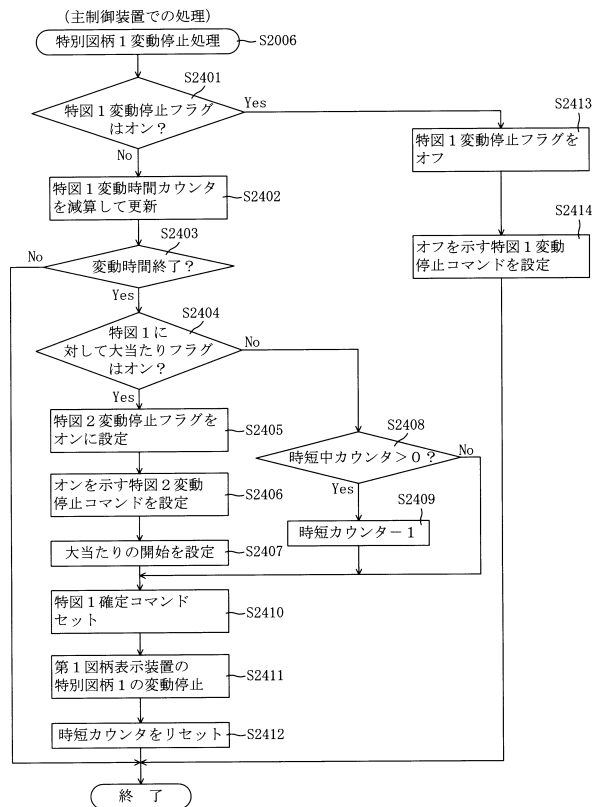 (主制御装置での処理)
特別図柄１変動停止処理
S2006
S2401
特図１変動停止フラグ
はオン？
Yes
No
S2413
特図１変動停止フラグを
オフ
S2414
オフを示す特図１変動
停止コマンドを設定
特図１変動時間カウンタ
を減算して更新
S2402
S2403
変動時間終了？
No
Yes
S2404
特図１に
対して大当たりフラグ
はオン？
No
Yes
特図２変動停止フラグを
オンに設定
S2405
S2408
時短中カウンタ＞０？
No
Yes
オンを示す特図２変動
停止コマンドを設定
S2406
S2409
時短カウンタ－１
大当たりの開始を設定
S2407
特図１確定コマンド
セット
S2410
第１図柄表示装置の
特別図柄１の変動停止
S2411
時短カウンタをリセット
S2412
終 了